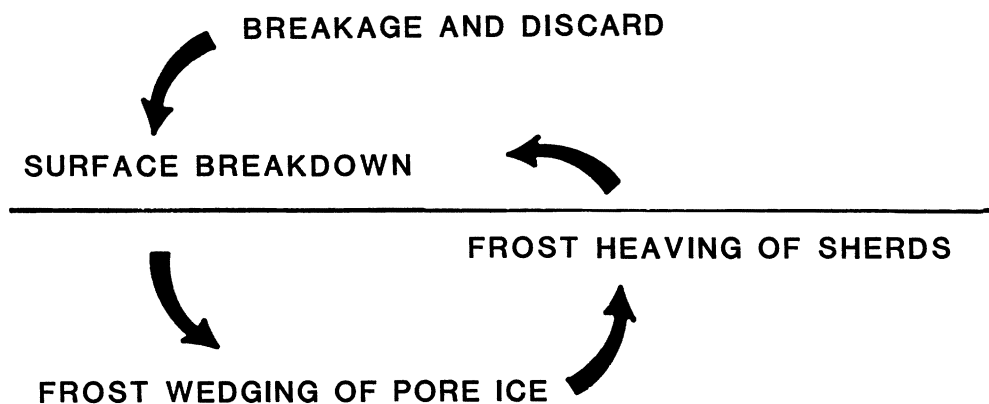 BREAKAGE AND DISCARD
SURFACE BREAKDOWN
FROST HEAVING OF SHERDS
FROST WEDGING OF PORE ICE